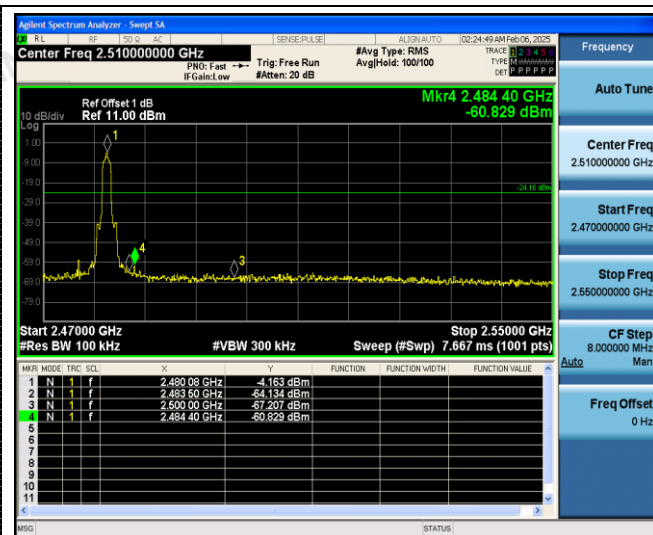 Agilent Spectrum Analyzer - Swept SA
RL RF 50 Ω AC SENSE:PULSE ALIGN AUTO 02:24:49 AM Feb 06, 2025
Center Freq 2.510000000 GHz
PNO: Fast Trig: Free Run
IFGain:Low #Atten: 20 dB
#Avg Type: RMS
Avg|Hold: 100/100
TRACE 1 2 3 4 5 6
TYPE M WWWWW
DET P P P P P P
Mkr4 2.484 40 GHz
-60.829 dBm
Ref Offset 1 dB
10 dB/div Ref 11.00 dBm
Log
1
1.00
-9.00
-19.0
-24.16 dBm
-29.0
-39.0
-49.0
4
-59.0
3
-69.0
-79.0
Start 2.47000 GHz Stop 2.55000 GHz
#Res BW 100 kHz #VBW 300 kHz Sweep (#Swp) 7.667 ms (1001 pts)
MKR MODE TRC SCL X Y FUNCTION FUNCTION WIDTH FUNCTION VALUE
1 N 1 f 2.480 08 GHz -4.163 dBm
2 N 1 f 2.483 50 GHz -64.134 dBm
3 N 1 f 2.500 00 GHz -67.207 dBm
4 N 1 f 2.484 40 GHz -60.829 dBm
5
6
7
8
9
10
11
MSG STATUS
Frequency
Auto Tune
Center Freq
2.510000000 GHz
Start Freq
2.470000000 GHz
Stop Freq
2.550000000 GHz
CF Step
8.000000 MHz
Auto Man
Freq Offset
0 Hz